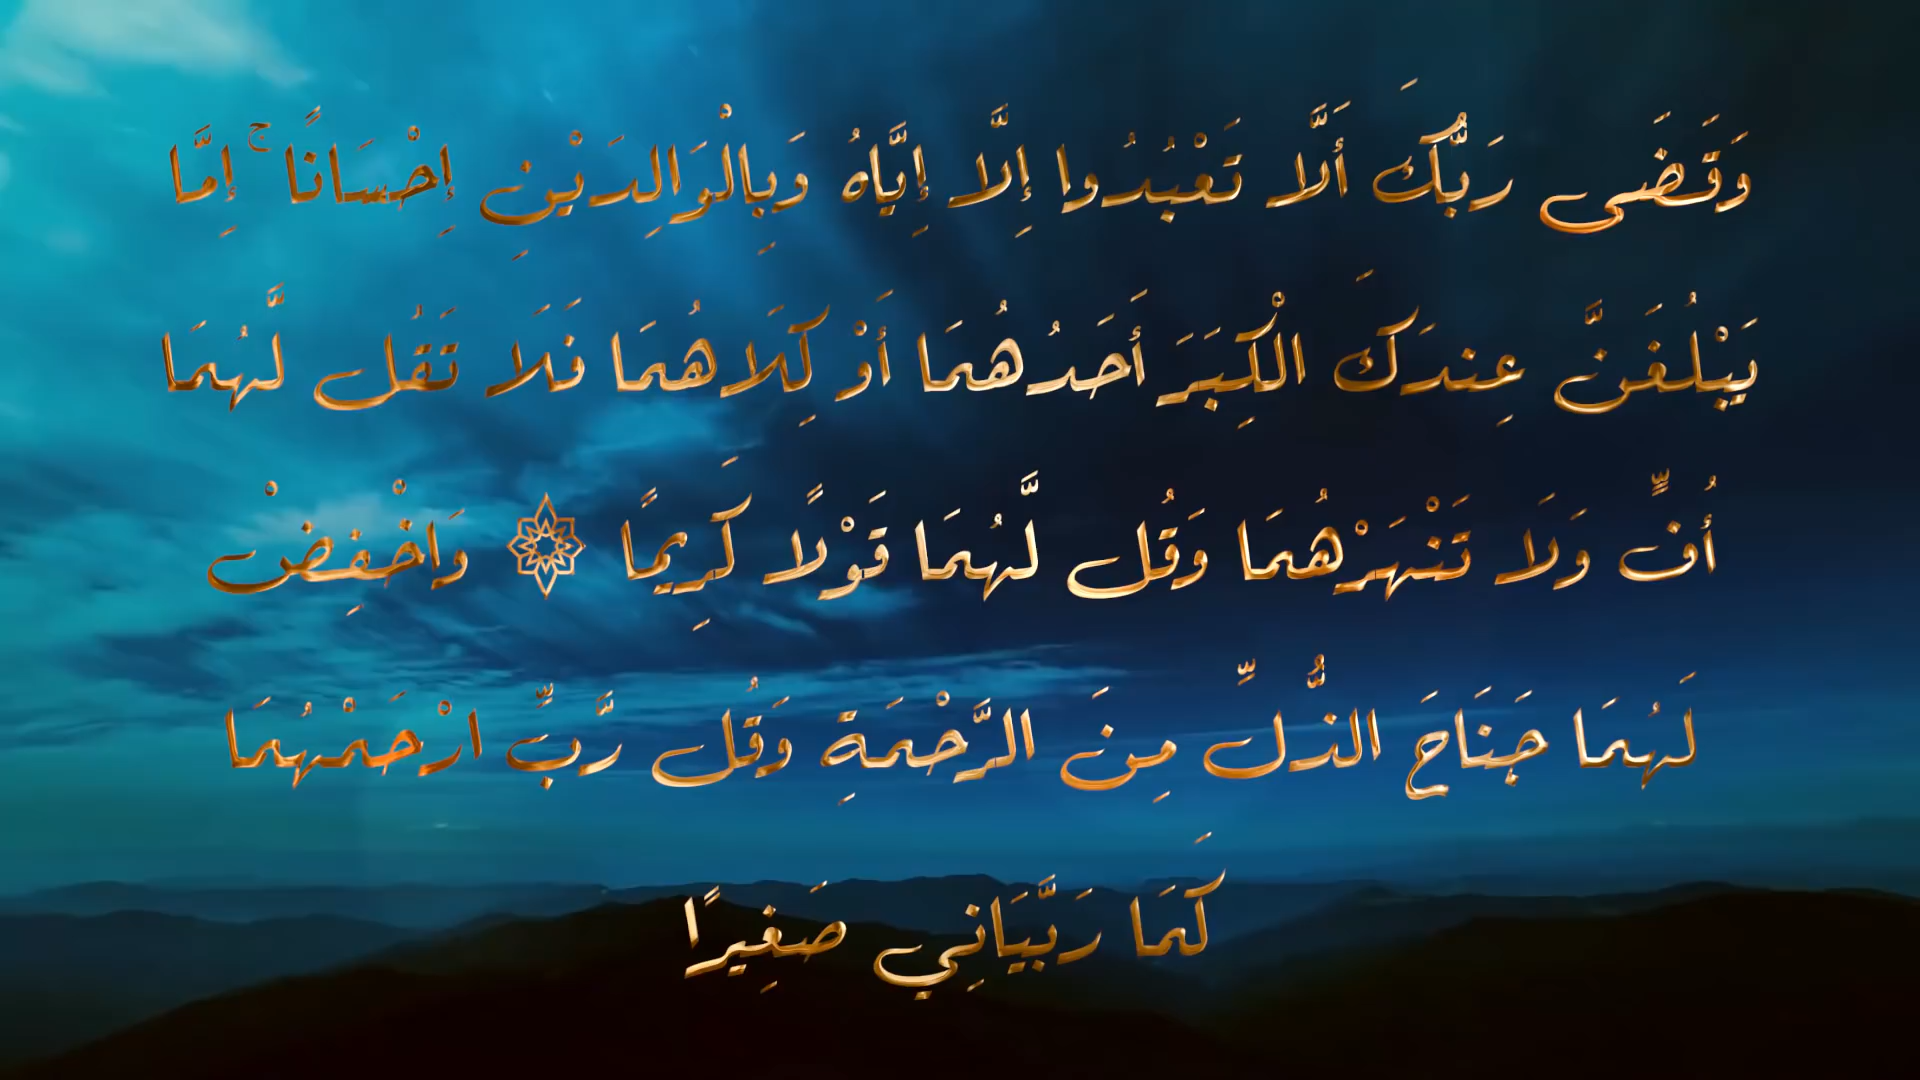 وَقَضَى رَبُّكَ أَلَّا تَعْبُدُوا إِلَّا إِيَّاهُ وَبِالْوَالِدَيْنِ إِحْسَانًا ۚ إِمَّا
يَبْلُغَنَّ عِندَكَ الْكِبَرَ أَحَدُهُمَا أَوْ كِلَاهُمَا فَلَا تَقُل لَّهُمَا
أُفٍّ وَلَا تَنْهَرْهُمَا وَقُل لَّهُمَا قَوْلًا كَرِيمًا ۞ وَاخْفِضْ
لَهُمَا جَنَاحَ الذُّلِّ مِنَ الرَّحْمَةِ وَقُل رَّبِّ ارْحَمْهُمَا
كَمَا رَبَّيَانِي صَغِيرًا